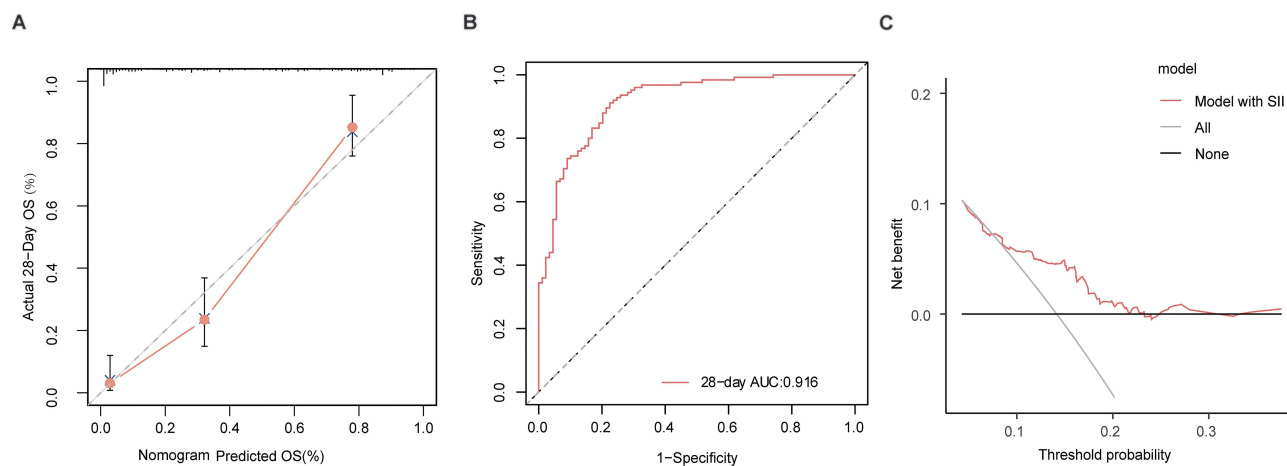 A
Actual 28-Day OS (%)
1.0
0.8
0.6
0.4
0.2
0.0
0.0 0.2 0.4 0.6 0.8 1.0
Nomogram Predicted OS(%)
B
Sensitivity
1.0
0.8
0.6
0.4
0.2
0.0
28-day AUC:0.916
0.0 0.2 0.4 0.6 0.8 1.0
1-Specificity
C
model
Model with SII
All
None
Net benefit
0.2
0.1
0.0
0.1 0.2 0.3
Threshold probability